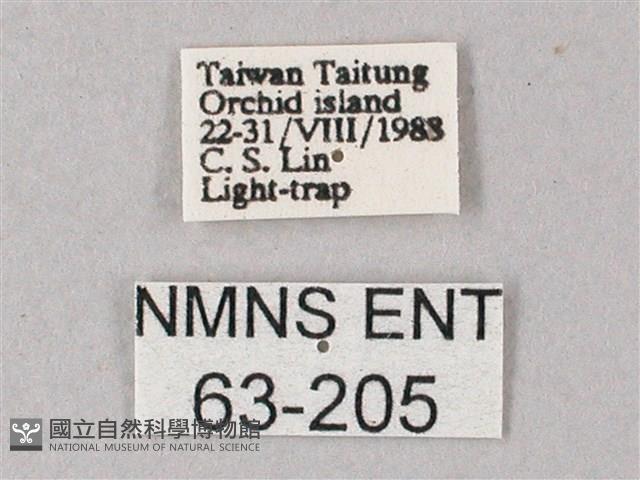 Taiwan Taitung
Orchid island
22-31/VIII/1988
C. S. Lin
Light-trap
NMNS ENT
63-205
國立自然科學博物館
NATIONAL MUSEUM OF NATURAL SCIENCE